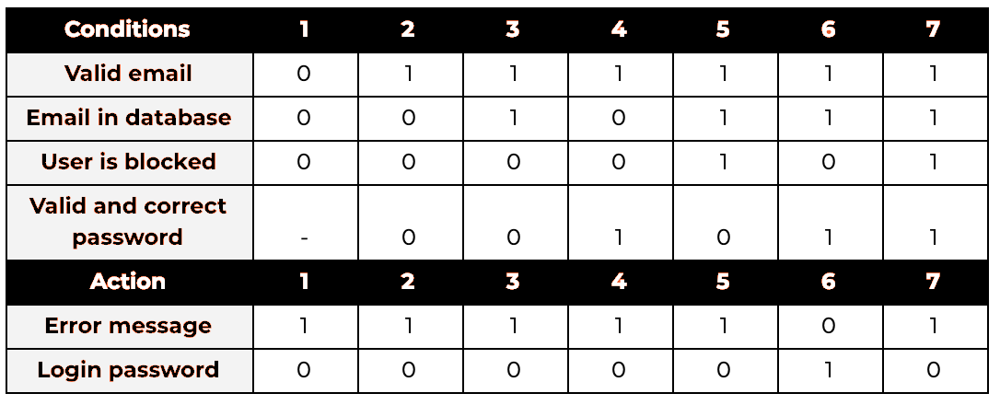 Conditions 1 2 3 4 5 6 7
Valid email 0 1 1 1 1 1 1
Email in database 0 0 1 0 1 1 1
User is blocked 0 0 0 0 1 0 1
Valid and correct
password - 0 0 1 0 1 1
Action 1 2 3 4 5 6 7
Error message 1 1 1 1 1 0 1
Login password 0 0 0 0 0 1 0